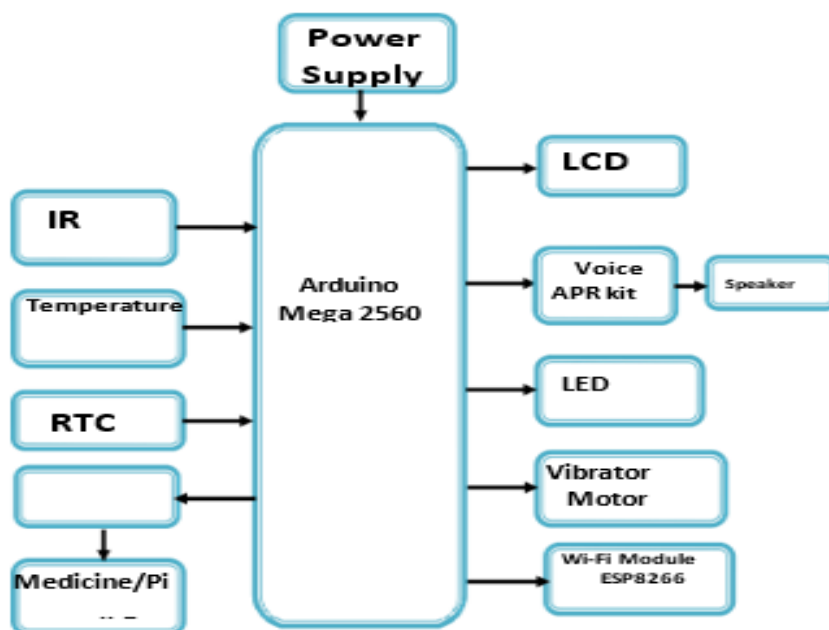 Power
Supply
LCD
IR
Voice
APR kit
Speaker
Arduino
Mega 2560
Temperature
LED
RTC
Vibrator
Motor
Wi-Fi Module
ESP8266
Medicine/Pi